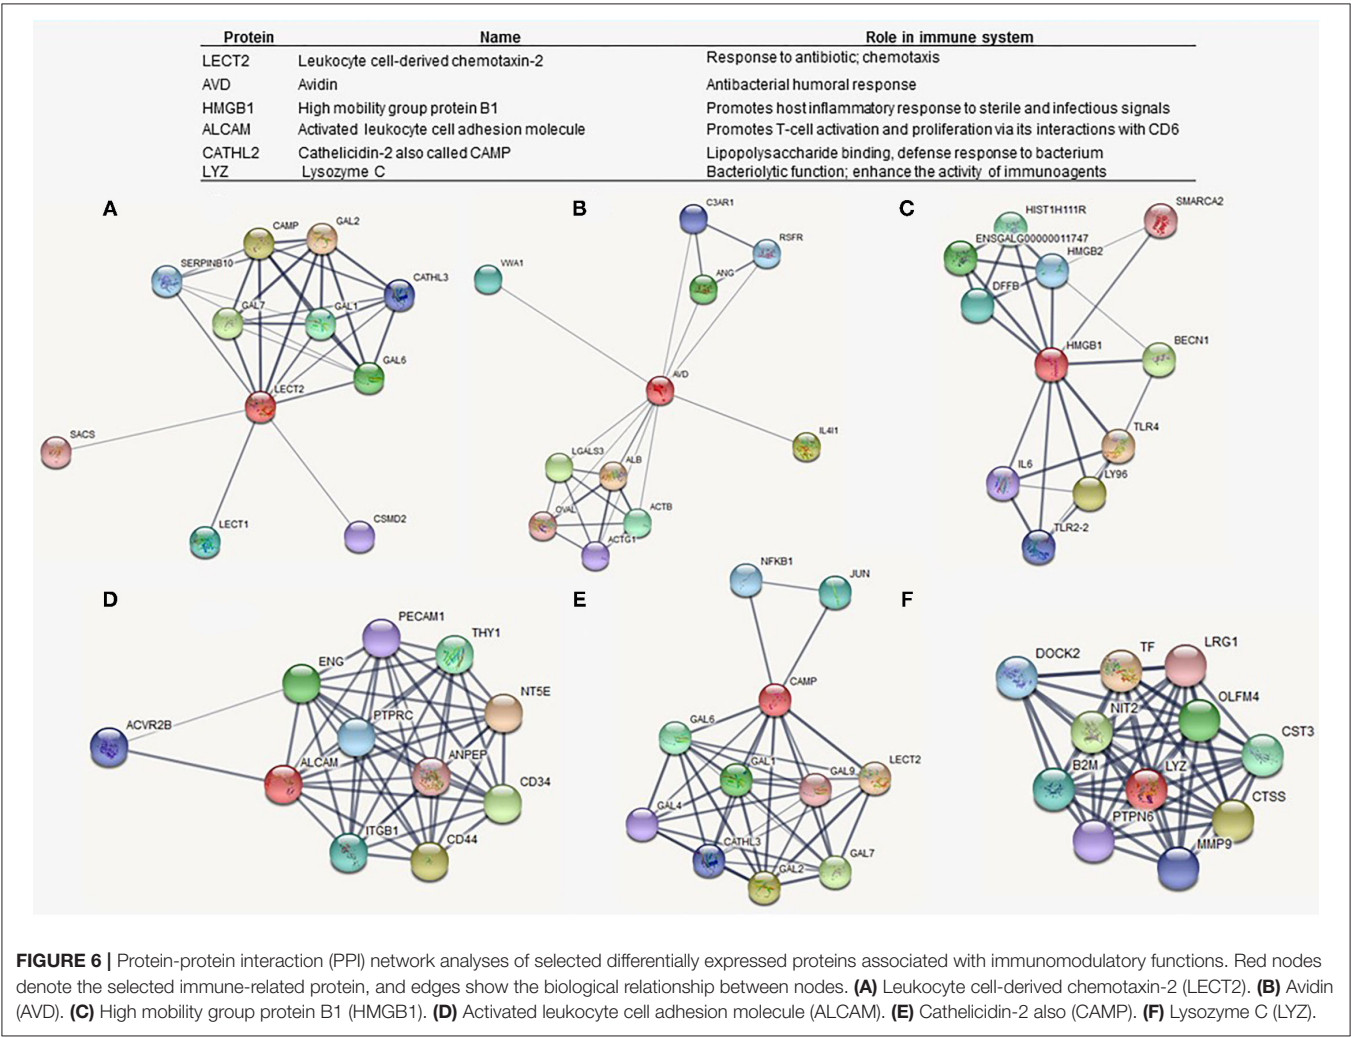 Protein Name Role in immune system
LECT2 Leukocyte cell-derived chemotaxin-2 Response to antibiotic; chemotaxis
AVD Avidin Antibacterial humoral response
HMGB1 High mobility group protein B1 Promotes host inflammatory response to sterile and infectious signals
ALCAM Activated leukocyte cell adhesion molecule Promotes T-cell activation and proliferation via its interactions with CD6
CATHL2 Cathelicidin-2 also called CAMP Lipopolysaccharide binding, defense response to bacterium
LYZ Lysozyme C Bacteriolytic function; enhance the activity of immunoagents
A
CAMP
GAL2
SERPINB10
CATHL3
GAL7
GAL1
GAL6
LECT2
SACS
LECT1
CSMD2
B
C3AR1
RSFR
VWA1
ANG
AVD
IL4I1
LGALS3
ALB
OVAL
ACTB
ACTG1
C
HIST1H111R
SMARCA2
ENSGALG00000011747
HMGB2
DFFB
HMGB1
BECN1
TLR4
IL6
LY96
TLR2-2
D
PECAM1
THY1
ENG
NT5E
PTPRC
ACVR2B
ANPEP
ALCAM
CD34
ITGB1
CD44
E
NFKB1
JUN
CAMP
GAL6
GAL1
GAL9
LECT2
GAL4
CATHL3
GAL2
GAL7
F
DOCK2
TF
LRG1
OLFM4
NIT2
CST3
B2M
LYZ
CTSS
PTPN6
MMP9
FIGURE 6 | Protein-protein interaction (PPI) network analyses of selected differentially expressed proteins associated with immunomodulatory functions. Red nodes
denote the selected immune-related protein, and edges show the biological relationship between nodes. (A) Leukocyte cell-derived chemotaxin-2 (LECT2). (B) Avidin
(AVD). (C) High mobility group protein B1 (HMGB1). (D) Activated leukocyte cell adhesion molecule (ALCAM). (E) Cathelicidin-2 also (CAMP). (F) Lysozyme C (LYZ).